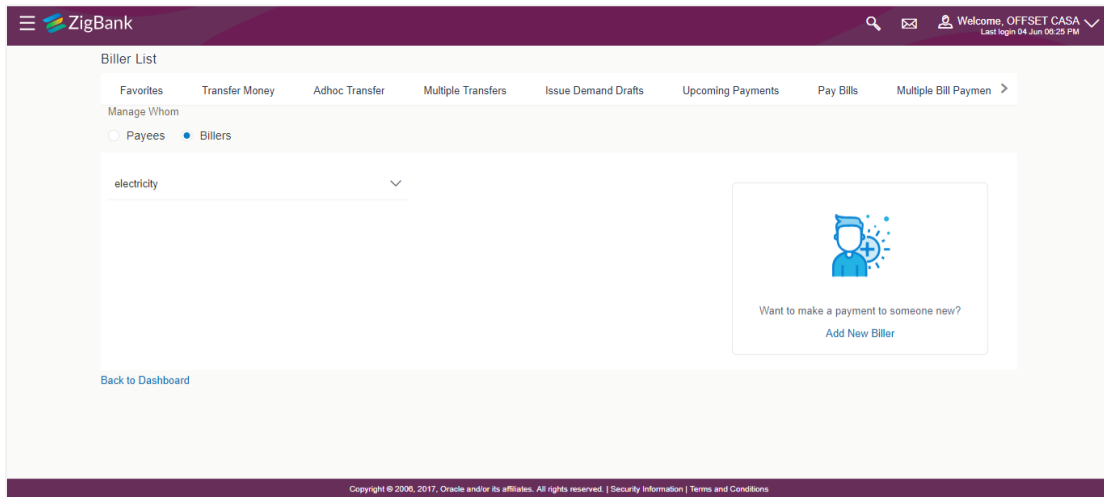 ZigBank
Welcome, OFFSET CASA
Last login 04 Jun 06:25 PM
Biller List
Favorites Transfer Money Adhoc Transfer Multiple Transfers Issue Demand Drafts Upcoming Payments Pay Bills Multiple Bill Paymen
Manage Whom
Payees Billers
electricity
Want to make a payment to someone new?
Add New Biller
Back to Dashboard
Copyright © 2006, 2017, Oracle and/or its affiliates. All rights reserved. | Security Information | Terms and Conditions